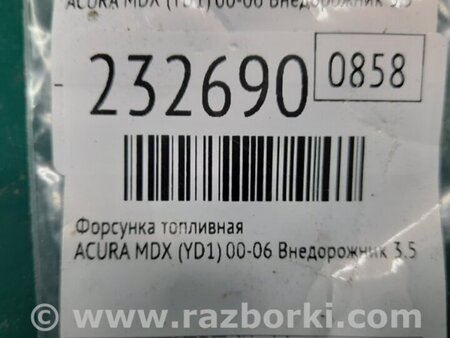 ACURA MDX (YD1) 00-06 Внедорожник 3.5
232690 0858
Форсунка топливная
ACURA MDX (YD1) 00-06 Внедорожник 3.5
www.razborki.com